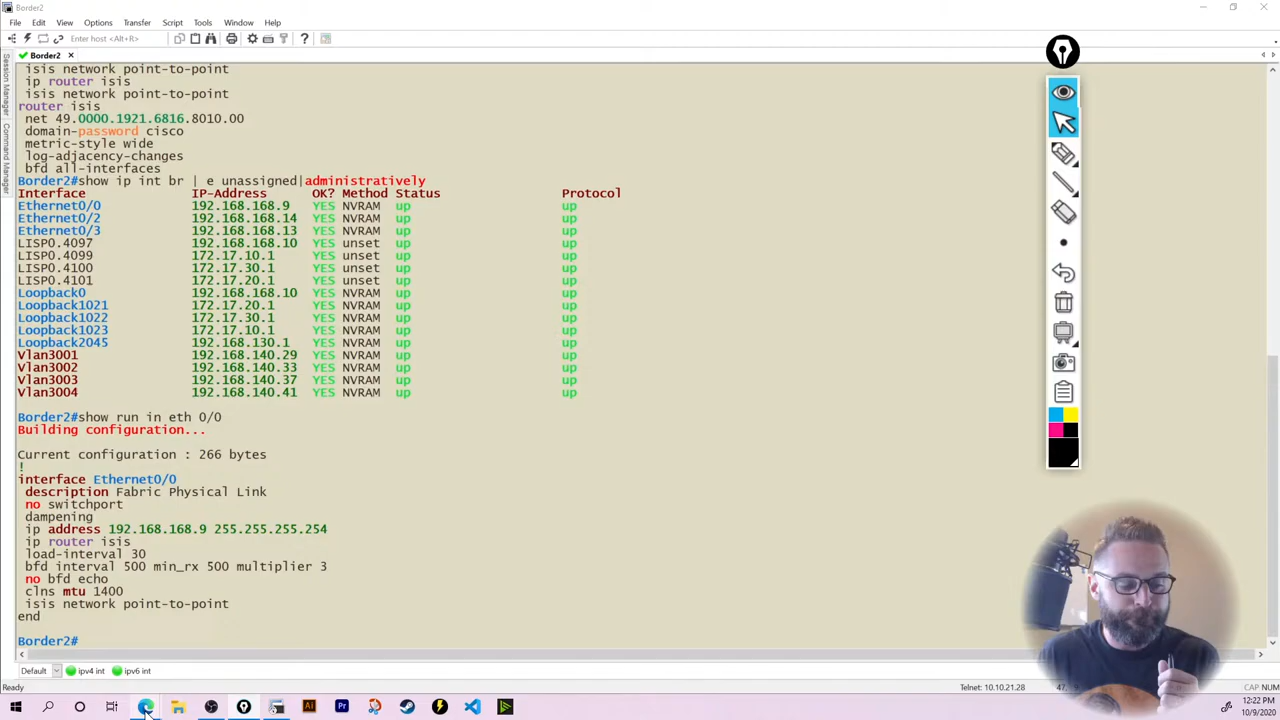 Border2
File Edit View Options Transfer Script Tools Window Help
Enter host <Alt+R>
Border2
Session Manager
Command Manager
isis network point-to-point
ip router isis
isis network point-to-point
router isis
net 49.0000.1921.6816.8010.00
domain-password cisco
metric-style wide
log-adjacency-changes
bfd all-interfaces
Border2#show ip int br | e unassigned|administratively
Interface IP-Address OK? Method Status Protocol
Ethernet0/0 192.168.168.9 YES NVRAM up up
Ethernet0/2 192.168.168.14 YES NVRAM up up
Ethernet0/3 192.168.168.13 YES NVRAM up up
LISP0.4097 192.168.168.10 YES unset up up
LISP0.4099 172.17.10.1 YES unset up up
LISP0.4100 172.17.30.1 YES unset up up
LISP0.4101 172.17.20.1 YES unset up up
Loopback0 192.168.168.10 YES NVRAM up up
Loopback1021 172.17.20.1 YES NVRAM up up
Loopback1022 172.17.30.1 YES NVRAM up up
Loopback1023 172.17.10.1 YES NVRAM up up
Loopback2045 192.168.130.1 YES NVRAM up up
Vlan3001 192.168.140.29 YES NVRAM up up
Vlan3002 192.168.140.33 YES NVRAM up up
Vlan3003 192.168.140.37 YES NVRAM up up
Vlan3004 192.168.140.41 YES NVRAM up up
Border2#show run in eth 0/0
Building configuration...
Current configuration : 266 bytes
!
interface Ethernet0/0
description Fabric Physical Link
no switchport
dampening
ip address 192.168.168.9 255.255.255.254
ip router isis
load-interval 30
bfd interval 500 min_rx 500 multiplier 3
no bfd echo
clns mtu 1400
isis network point-to-point
end
Border2#
Default ipv4 int ipv6 int
Ready Telnet: 10.10.21.28 47, CAP NUM
Ai Pr
12:22 PM
10/9/2020